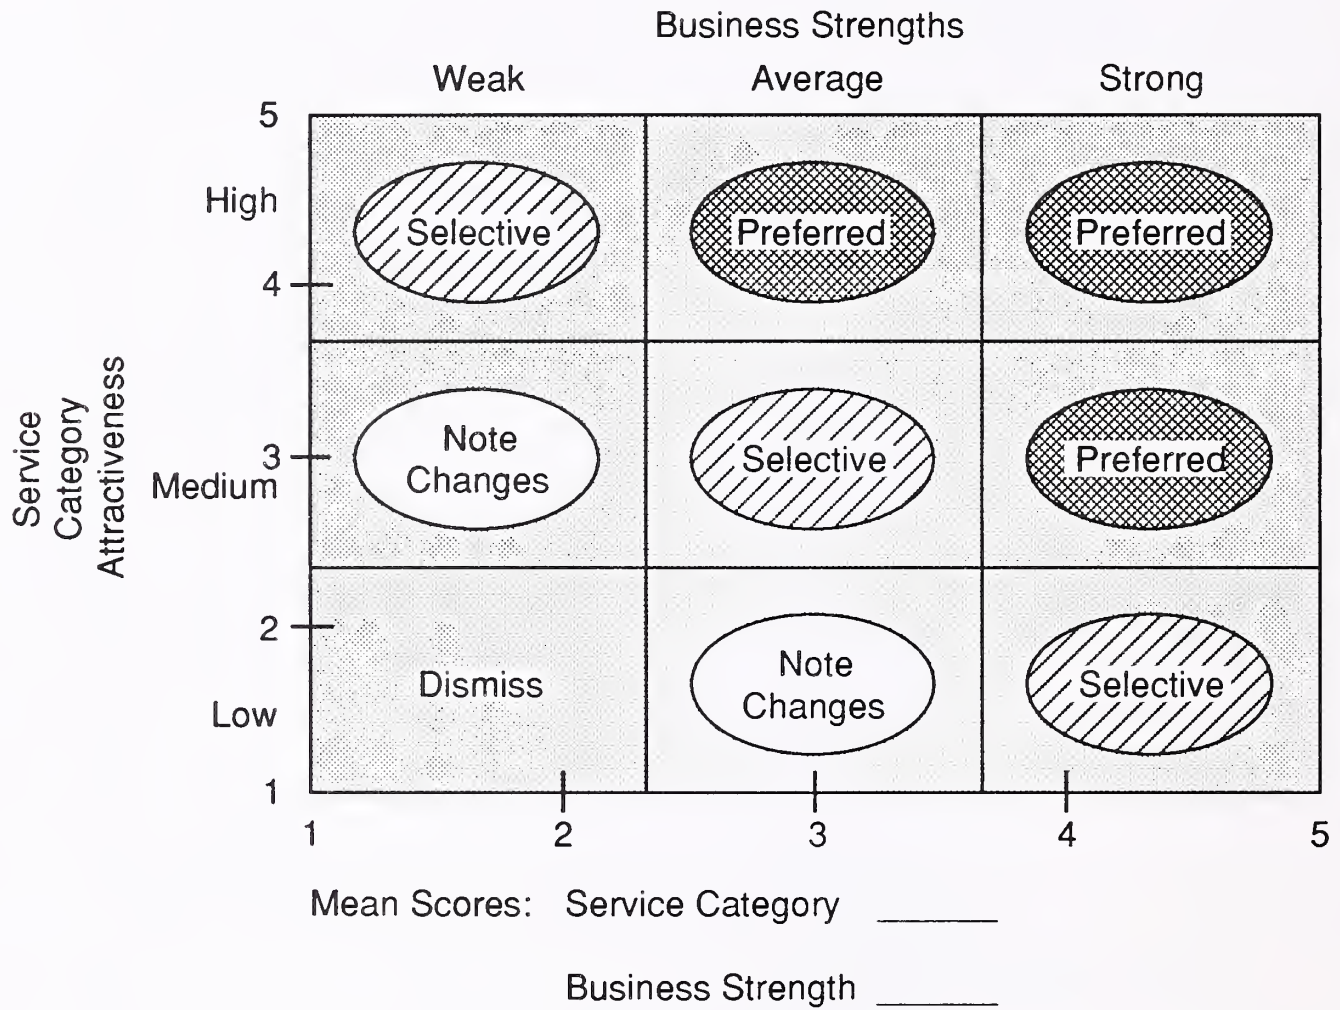 Business Strengths
Weak Average Strong
5
High
Selective Preferred Preferred
4
Service
Category
Attractiveness
3
Medium
Note
Changes
Selective Preferred
2
Low
Dismiss
Note
Changes
Selective
1
1 2 3 4 5
Mean Scores: Service Category ______
Business Strength ______